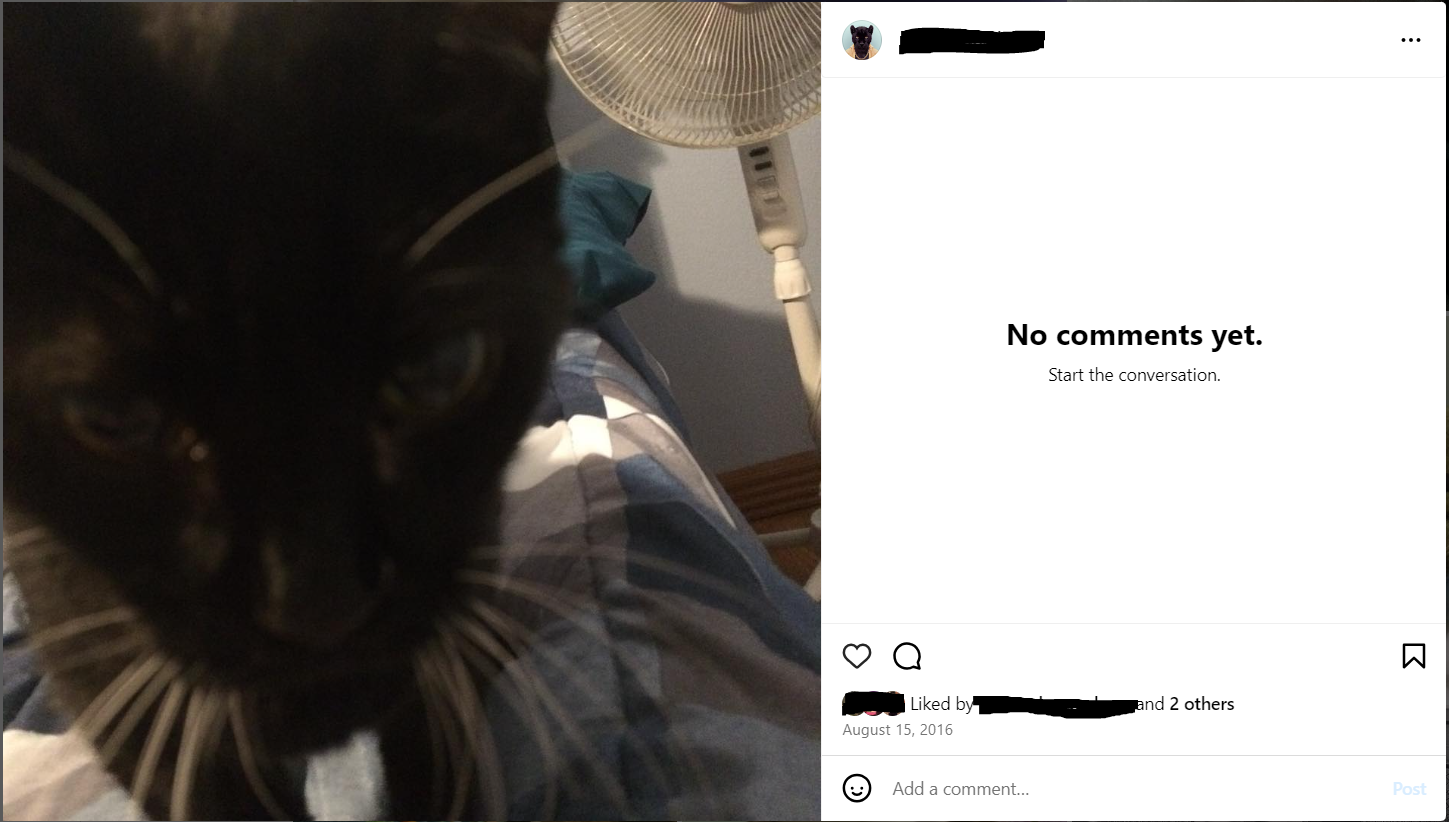 No comments yet.
Start the conversation.
Liked by and 2 others
August 15, 2016
Add a comment...
Post